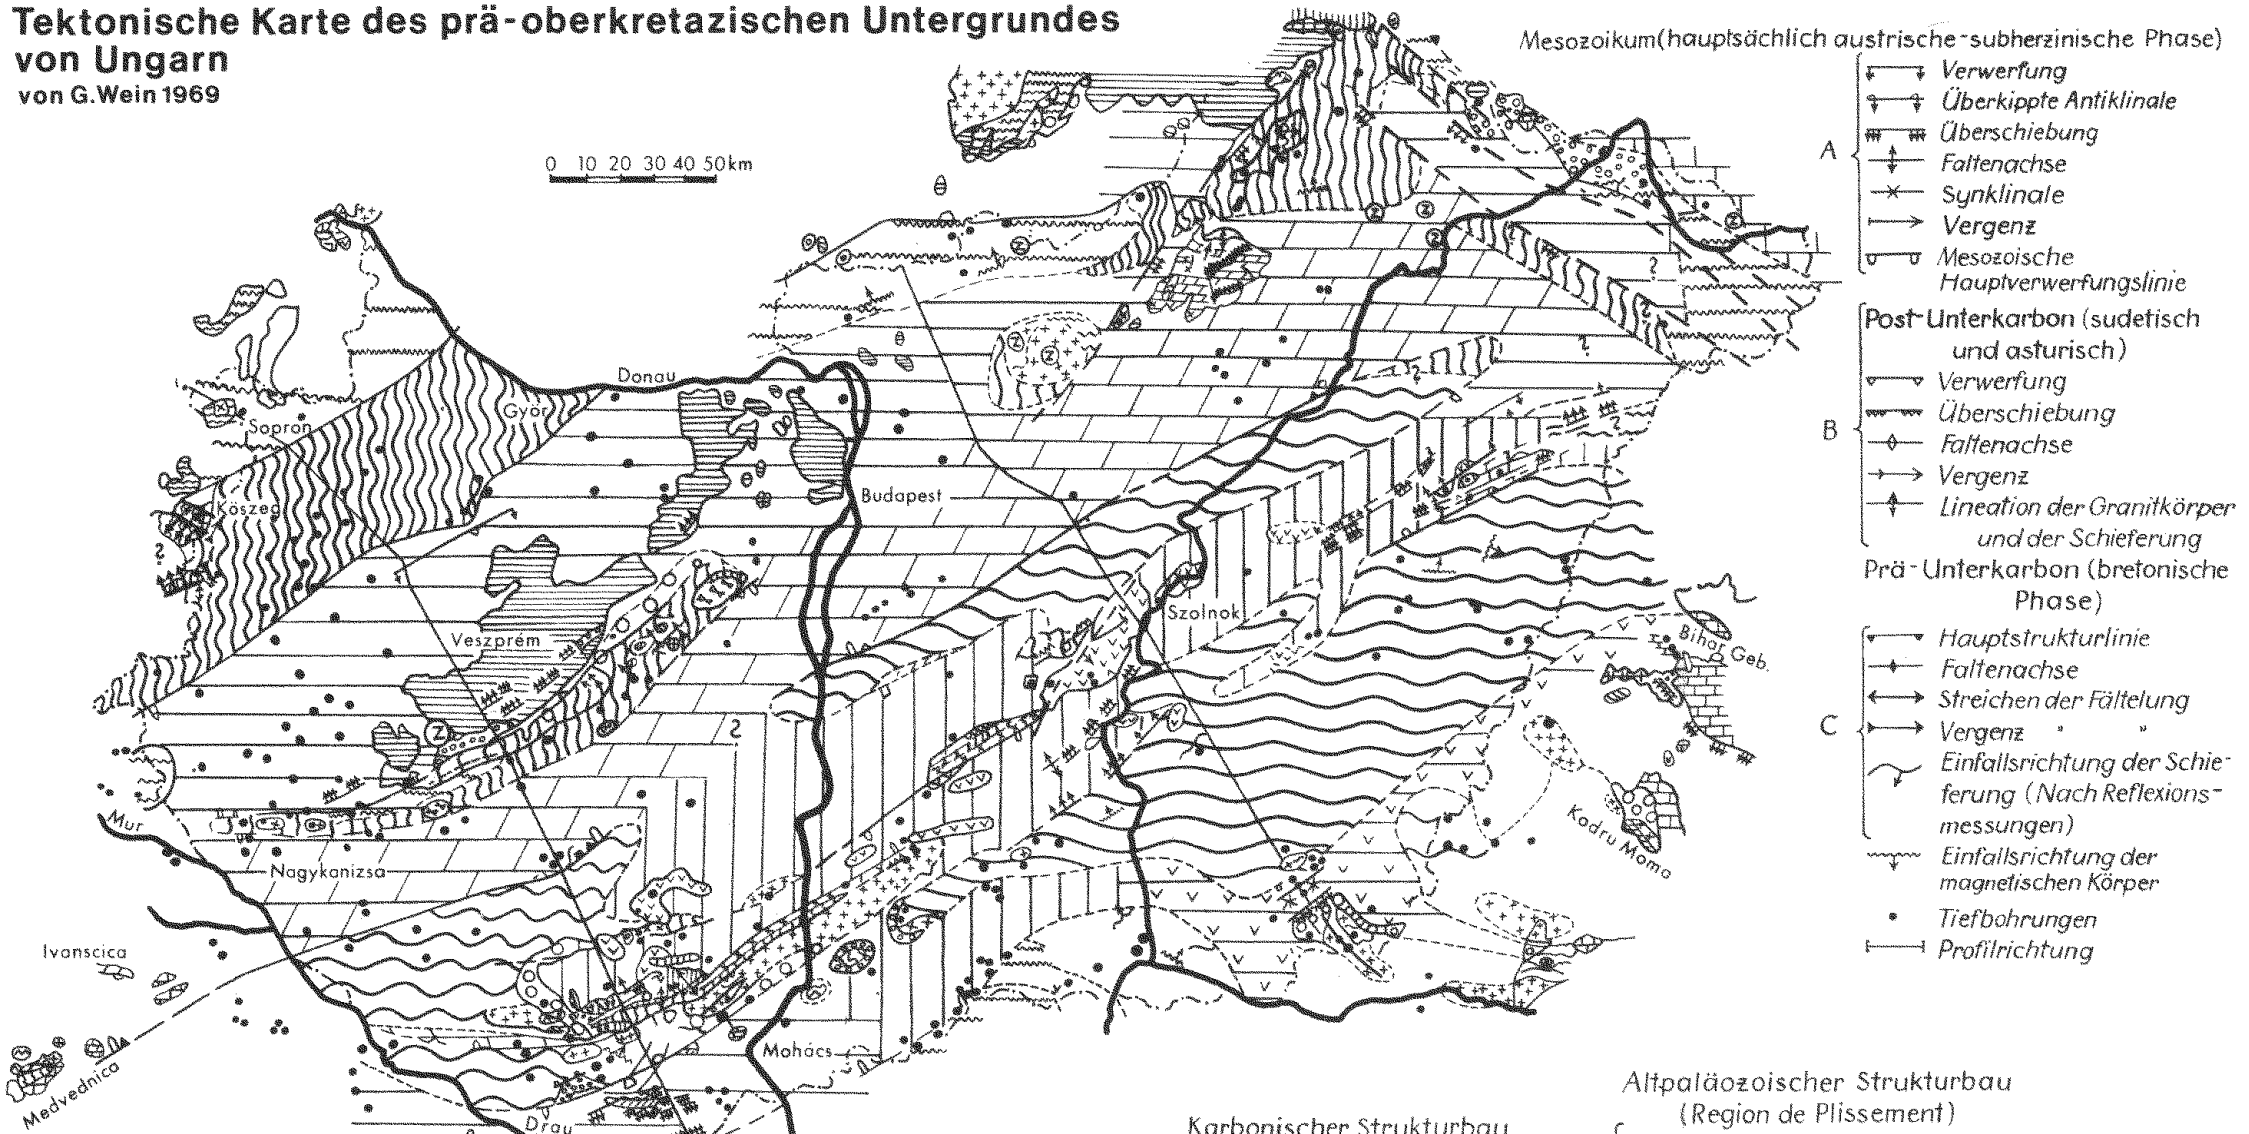 Tektonische Karte des prä-oberkretazischen Untergrundes
von Ungarn
von G. Wein 1969
0 10 20 30 40 50 km
Donau
Györ
Sopron
Köszeg
Budapest
Veszprém
Szolnok
Bihar Geb.
Mur
Nagykanizsa
Kodru Moma
Ivanscica
Medvednica
Mohács
Drau
Mesozoikum (hauptsächlich austrische-subherzinische Phase)
A
Verwerfung
Überkippte Antiklinale
Überschiebung
Faltenachse
Synklinale
Vergenz
Mesozoische
Hauptverwerfungslinie
B
Post-Unterkarbon (sudetisch
und asturisch)
Verwerfung
Überschiebung
Faltenachse
Vergenz
Lineation der Granitkörper
und der Schieferung
Prä-Unterkarbon (bretonische
Phase)
C
Hauptstrukturlinie
Faltenachse
Streichen der Fältelung
Vergenz " "
Einfallsrichtung der Schie-
ferung (Nach Reflexions-
messungen)
Einfallsrichtung der
magnetischen Körper
Tiefbohrungen
Profilrichtung
Altpaläozoischer Strukturbau
(Region de Plissement)
Karbonischer Strukturbau